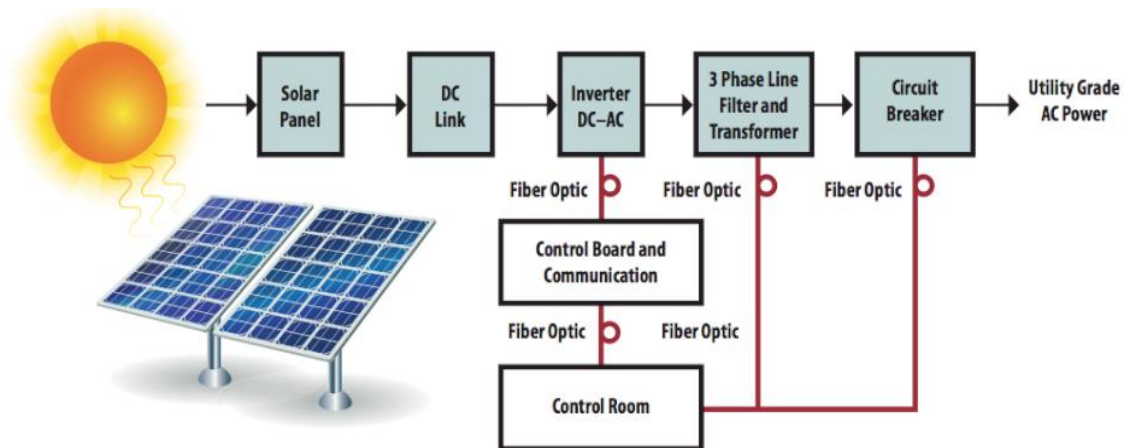 Solar
Panel
DC
Link
Inverter
DC–AC
3 Phase Line
Filter and
Transformer
Circuit
Breaker
Utility Grade
AC Power
Fiber Optic
Fiber Optic
Fiber Optic
Control Board and
Communication
Fiber Optic
Fiber Optic
Control Room